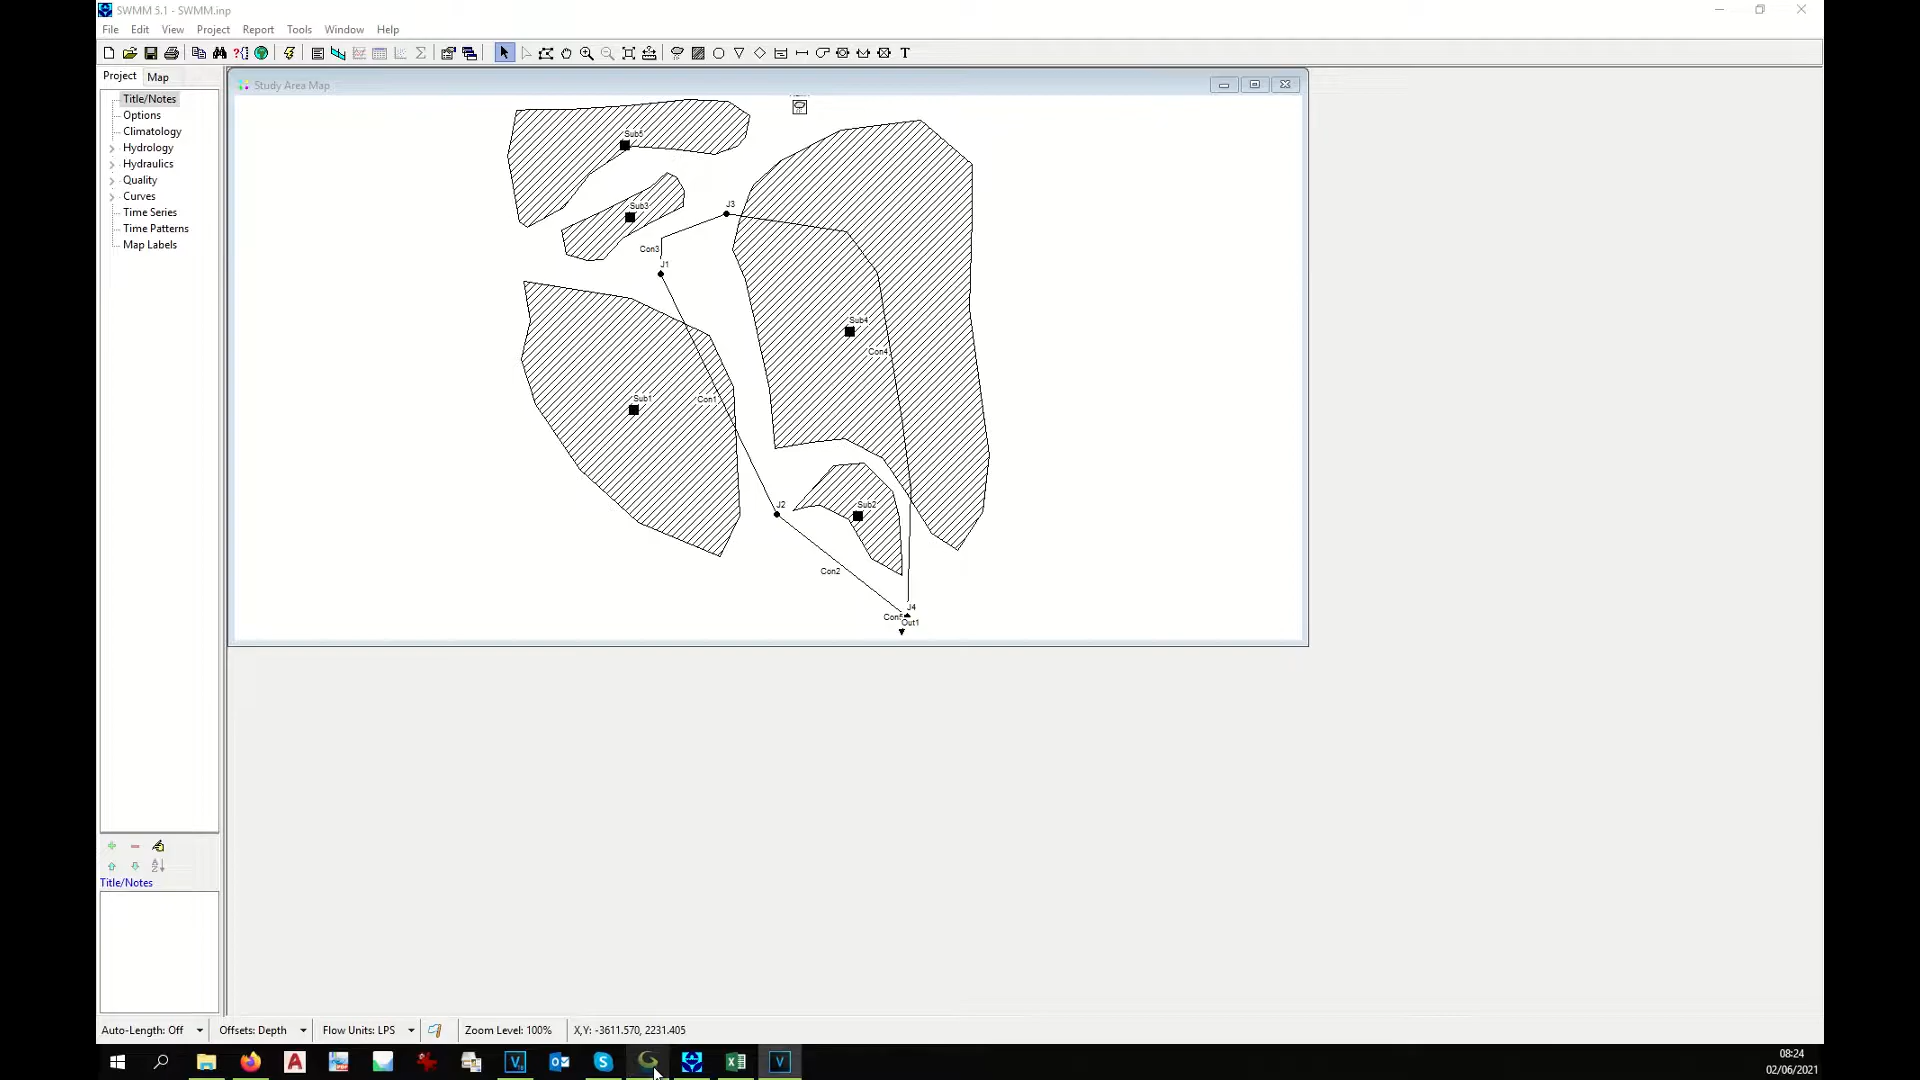 SWMM 5.1 - SWMM.inp
File Edit View Project Report Tools Window Help
T
Project Map
Title/Notes
Options
Climatology
Hydrology
Hydraulics
Quality
Curves
Time Series
Time Patterns
Map Labels
Study Area Map
Sub5
Sub3
J3
Con3
J1
Sub4
Con4
Sub1
Con1
J2
Sub2
Con2
J4
Out1
Title/Notes
Auto-Length: Off Offsets: Depth Flow Units: LPS Zoom Level: 100% X,Y: -3611.570, 2231.405
08:24
02/06/2021